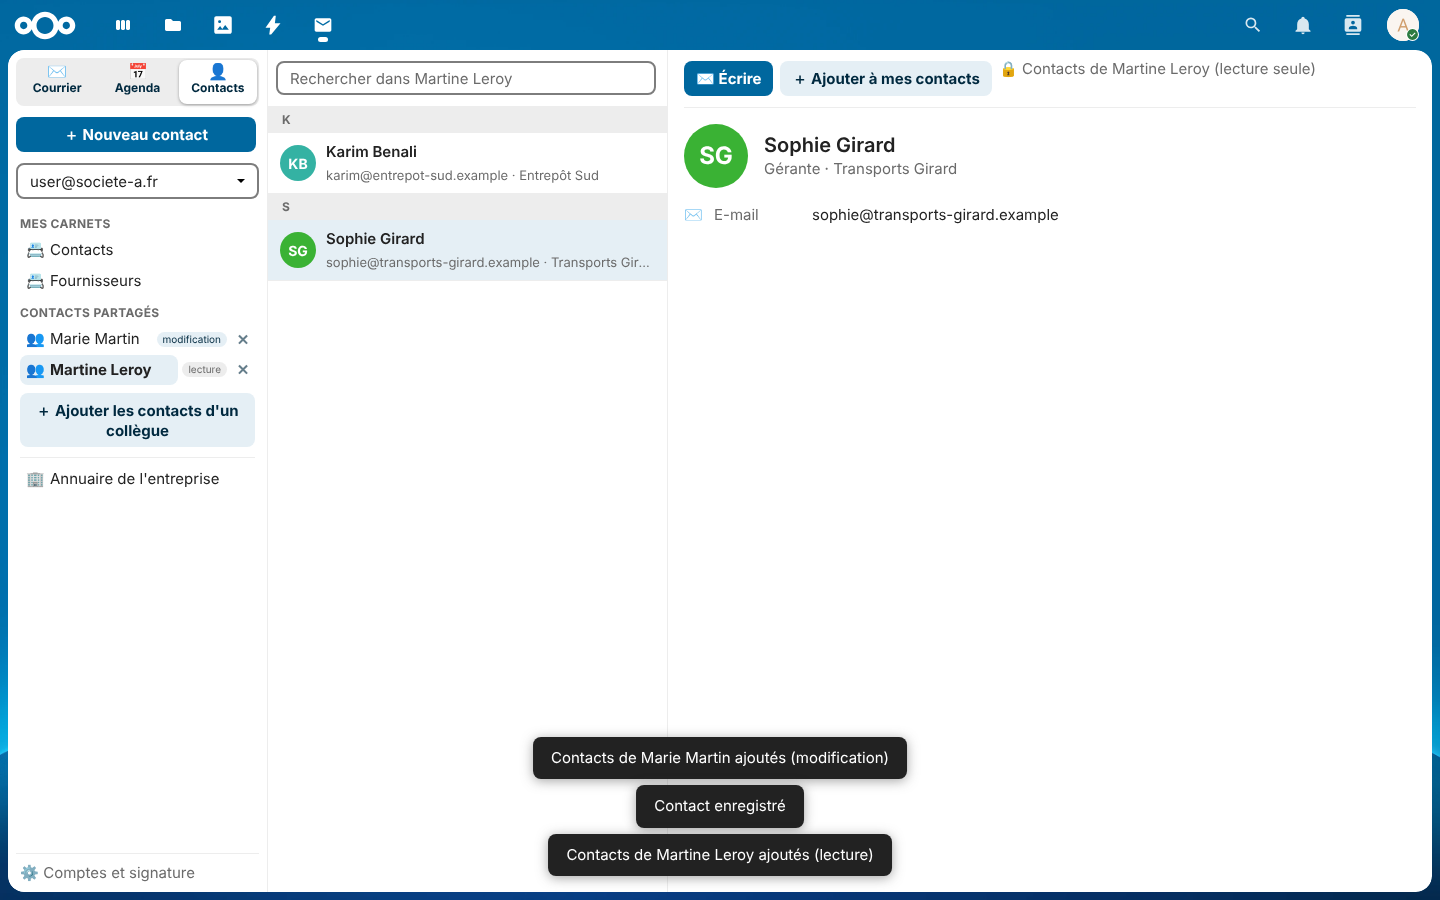 A
Courrier
Agenda
Contacts
+ Nouveau contact
user@societe-a.fr
MES CARNETS
Contacts
Fournisseurs
CONTACTS PARTAGÉS
Marie Martin modification ✕
Martine Leroy lecture ✕
+ Ajouter les contacts d'un
collègue
Annuaire de l'entreprise
Comptes et signature
Rechercher dans Martine Leroy
K
KB
Karim Benali
karim@entrepot-sud.example · Entrepôt Sud
S
SG
Sophie Girard
sophie@transports-girard.example · Transports Gir...
Écrire
+ Ajouter à mes contacts
Contacts de Martine Leroy (lecture seule)
SG
Sophie Girard
Gérante · Transports Girard
E-mail sophie@transports-girard.example
Contacts de Marie Martin ajoutés (modification)
Contact enregistré
Contacts de Martine Leroy ajoutés (lecture)